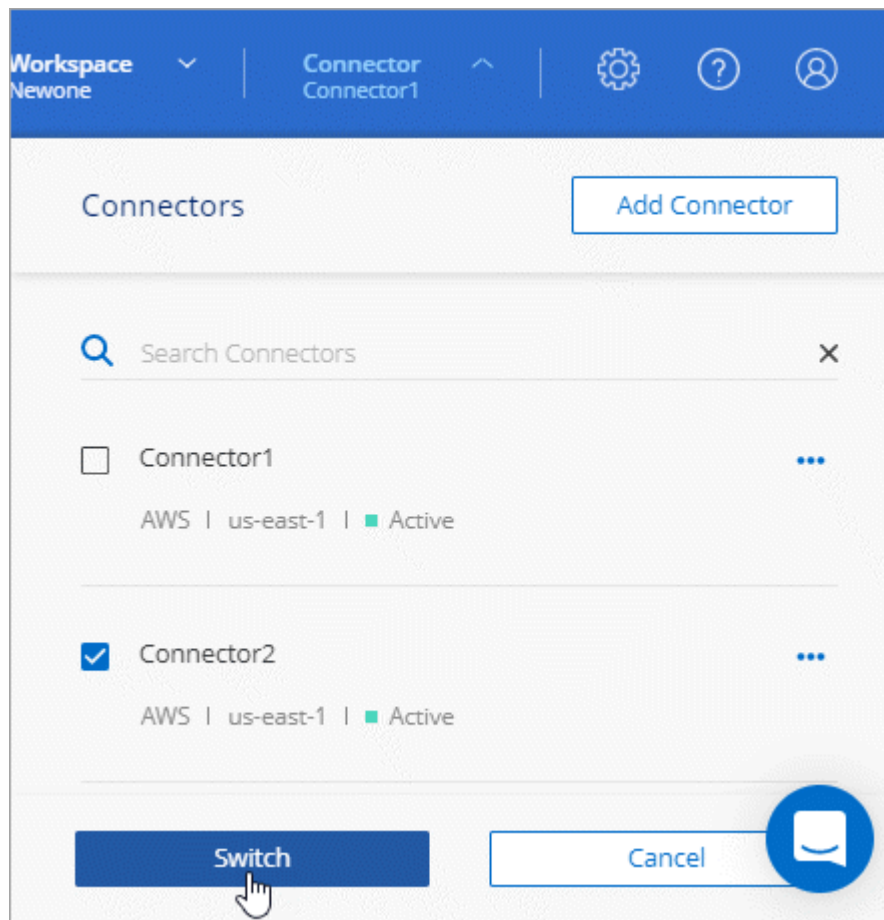 Workspace
Newone
Connector
Connector1
Connectors
Add Connector
Search Connectors
Connector1
AWS | us-east-1 | Active
Connector2
AWS | us-east-1 | Active
Switch
Cancel